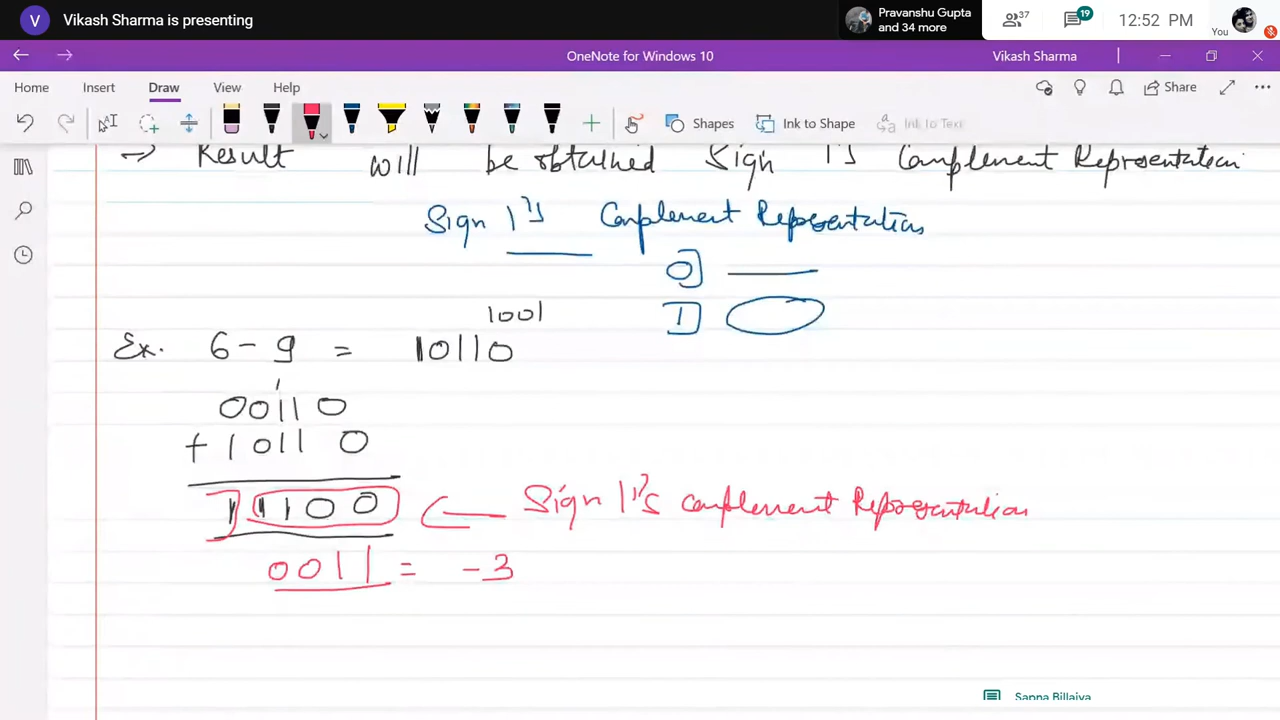 V Vikash Sharma is presenting
Pravanshu Gupta
and 34 more
37
19
12:52 PM
You
OneNote for Windows 10
Vikash Sharma
Home Insert Draw View Help
Share
Shapes
Ink to Shape
Ink to Text
→ Result will be obtained Sign 1's Complement Representation
Sign 1's Complement Representation
0
1
1001
Ex. 6 - 9 = 10110
1
00110
+ 10110
11100
Sign 1's complement Representation
0011 = -3
Sapna Billaiya